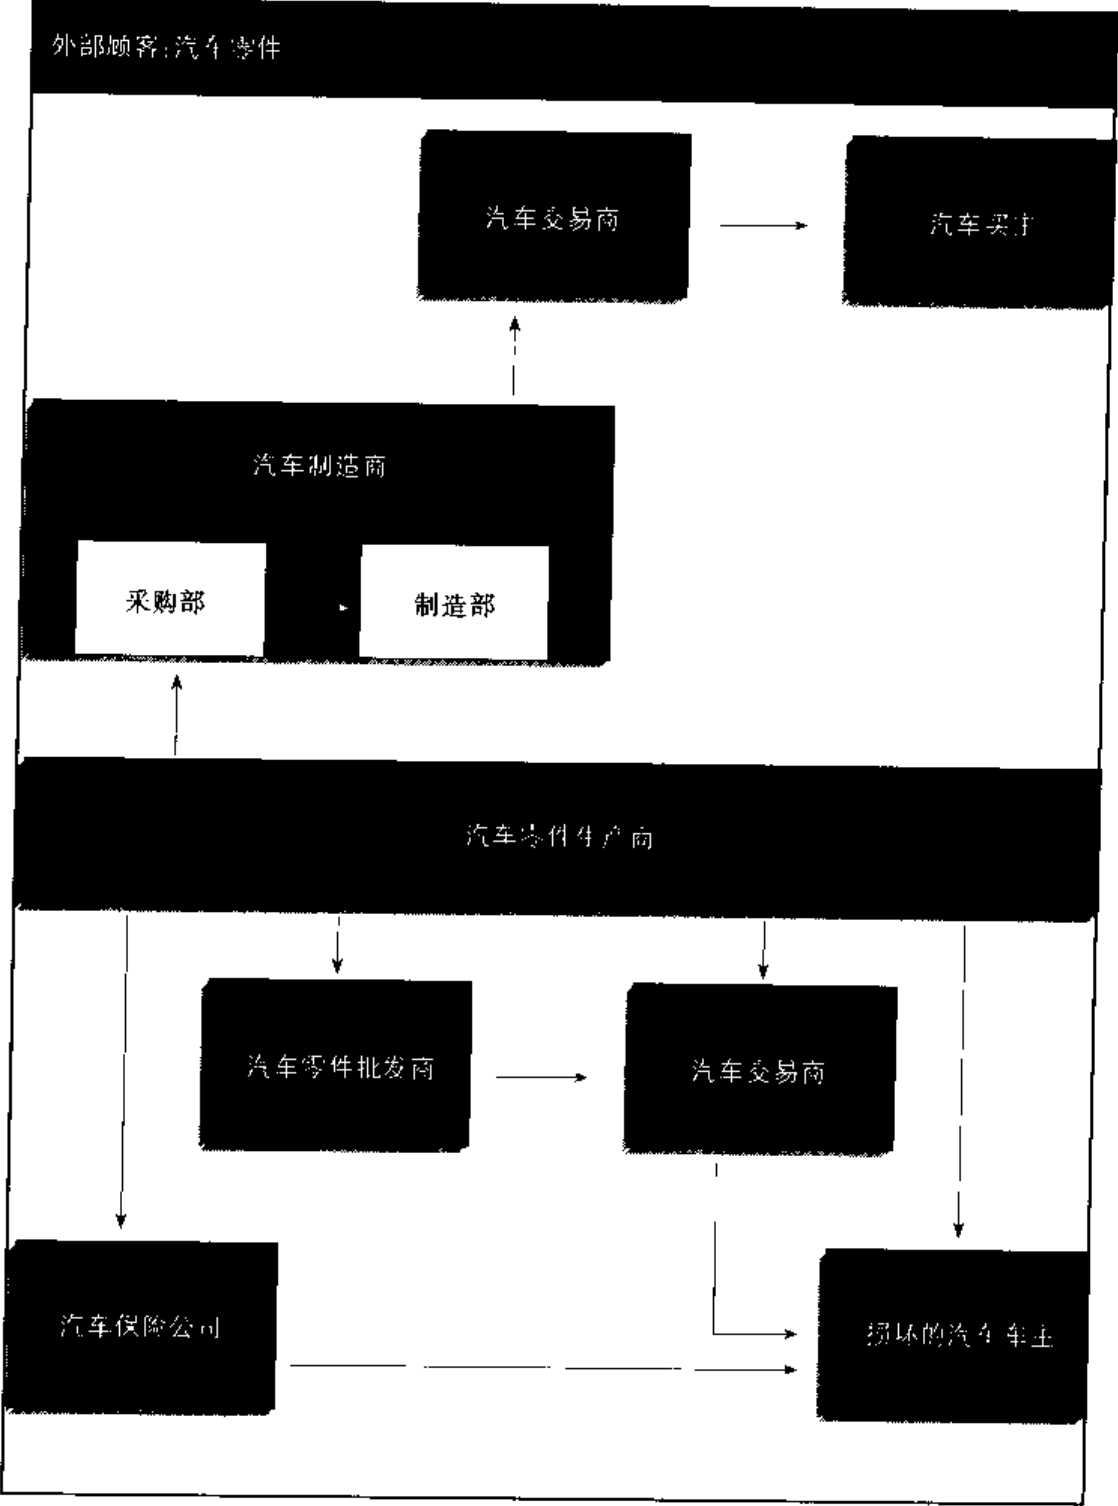 外部顾客:汽车零件
汽车交易商
汽车买主
汽车制造商
采购部
制造部
汽车零件生产商
汽车零件批发商
汽车交易商
汽车保险公司
损坏的汽车车主